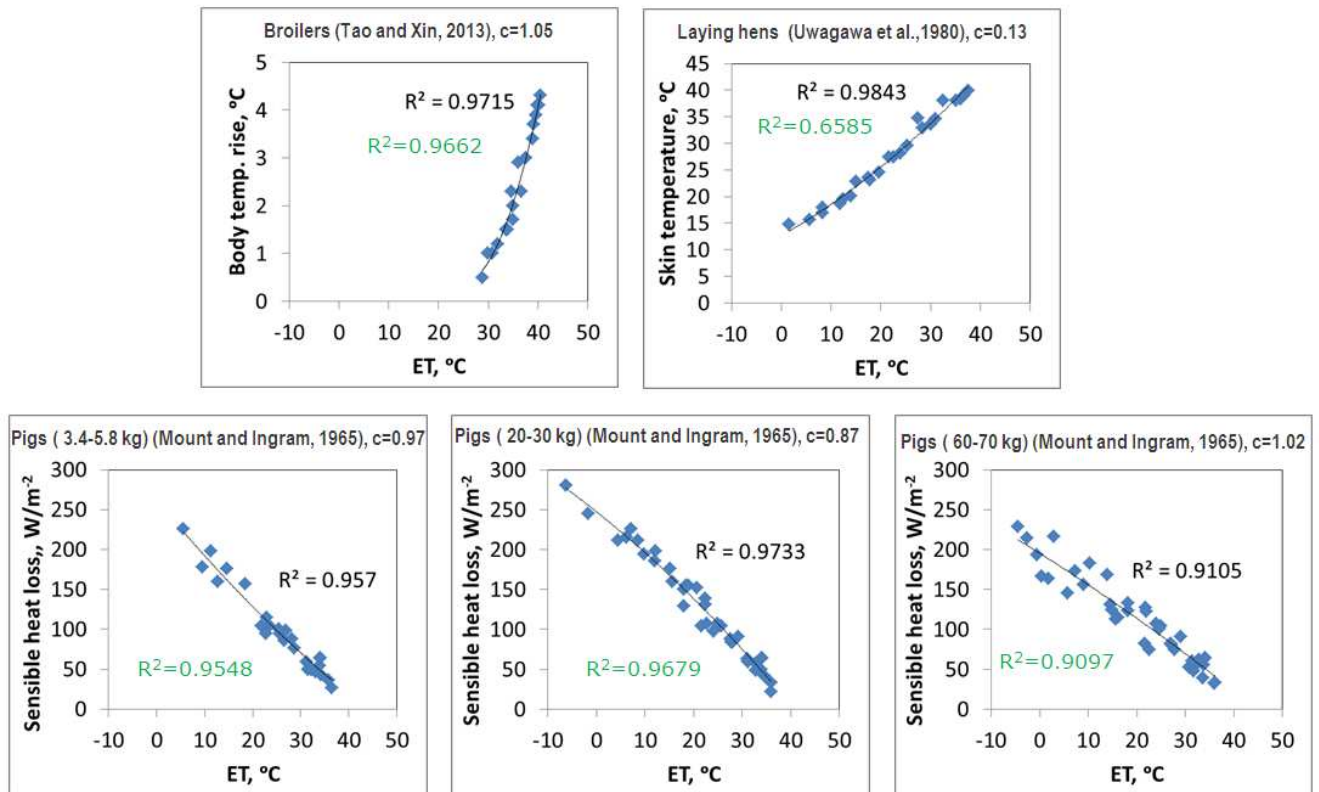 Broilers (Tao and Xin, 2013), c=1.05
Body temp. rise, ºC
5
4
3
2
1
0
R² = 0.9715
R²=0.9662
-10 0 10 20 30 40 50
ET, ºC
Laying hens (Uwagawa et al.,1980), c=0.13
Skin temperature, ºC
45
40
35
30
25
20
15
10
5
0
R² = 0.9843
R²=0.6585
-10 0 10 20 30 40 50
ET, ºC
Pigs ( 3.4-5.8 kg) (Mount and Ingram, 1965), c=0.97
Sensible heat loss,, W/m⁻²
300
250
200
150
100
50
0
R² = 0.957
R²=0.9548
-10 0 10 20 30 40 50
ET, ºC
Pigs ( 20-30 kg) (Mount and Ingram, 1965), c=0.87
Sensible heat loss, W/m⁻²
300
250
200
150
100
50
0
R² = 0.9733
R²=0.9679
-10 0 10 20 30 40 50
ET, ºC
Pigs ( 60-70 kg) (Mount and Ingram, 1965), c=1.02
Sensible heat loss, W/m⁻²
300
250
200
150
100
50
0
R² = 0.9105
R²=0.9097
-10 0 10 20 30 40 50
ET, ºC